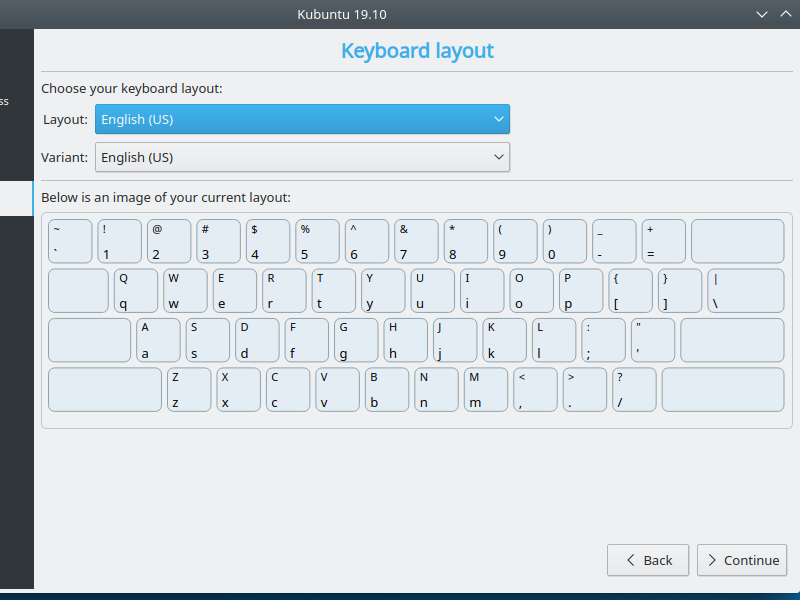 Kubuntu 19.10
Keyboard layout
ss
Choose your keyboard layout:
Layout: English (US)
Variant: English (US)
Below is an image of your current layout:
~ ! @ # $ % ^ & * ( ) _ +
` 1 2 3 4 5 6 7 8 9 0 - =
Q W E R T Y U I O P { } |
q w e r t y u i o p [ ] \
A S D F G H J K L : "
a s d f g h j k l ; '
Z X C V B N M < > ?
z x c v b n m , . /
Back Continue